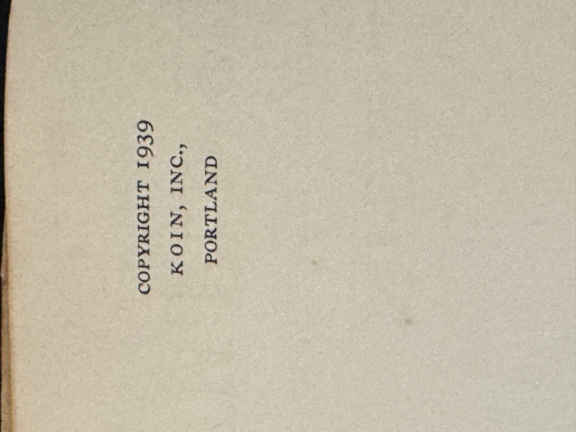 COPYRIGHT 1939
KOIN, INC.,
PORTLAND